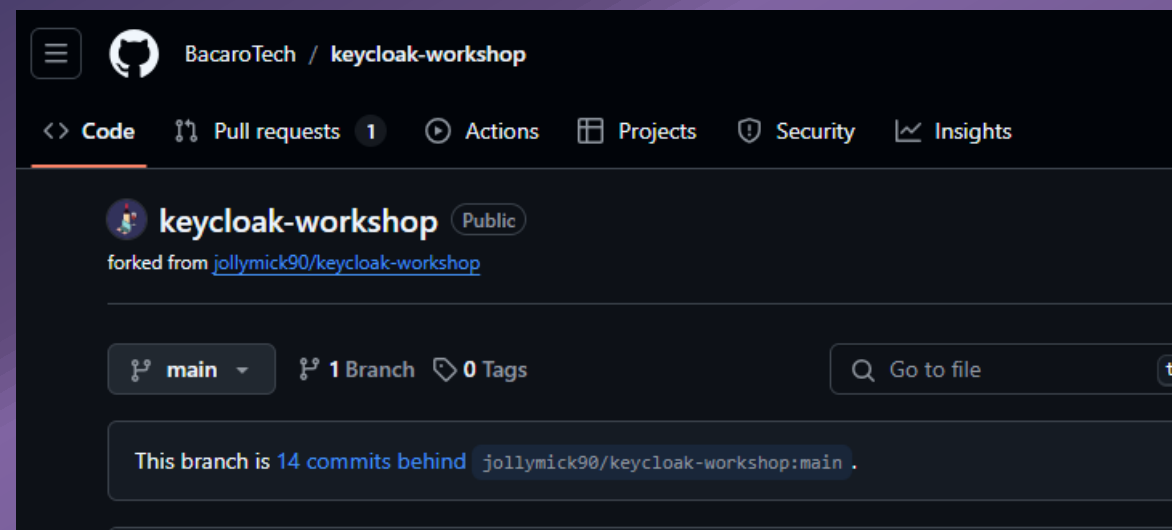 BacaroTech / keycloak-workshop
Code Pull requests 1 Actions Projects Security Insights
keycloak-workshop Public
forked from jollymick90/keycloak-workshop
main 1 Branch 0 Tags Go to file t
This branch is 14 commits behind jollymick90/keycloak-workshop:main .